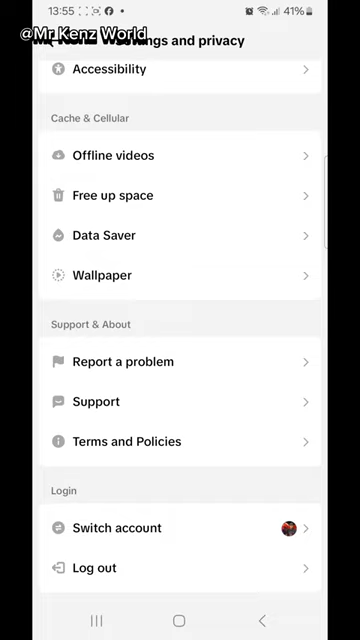 13:55
41%
@Mr Kenz World
Settings and privacy
Accessibility
Cache & Cellular
Offline videos
Free up space
Data Saver
Wallpaper
Support & About
Report a problem
Support
Terms and Policies
Login
Switch account
Log out